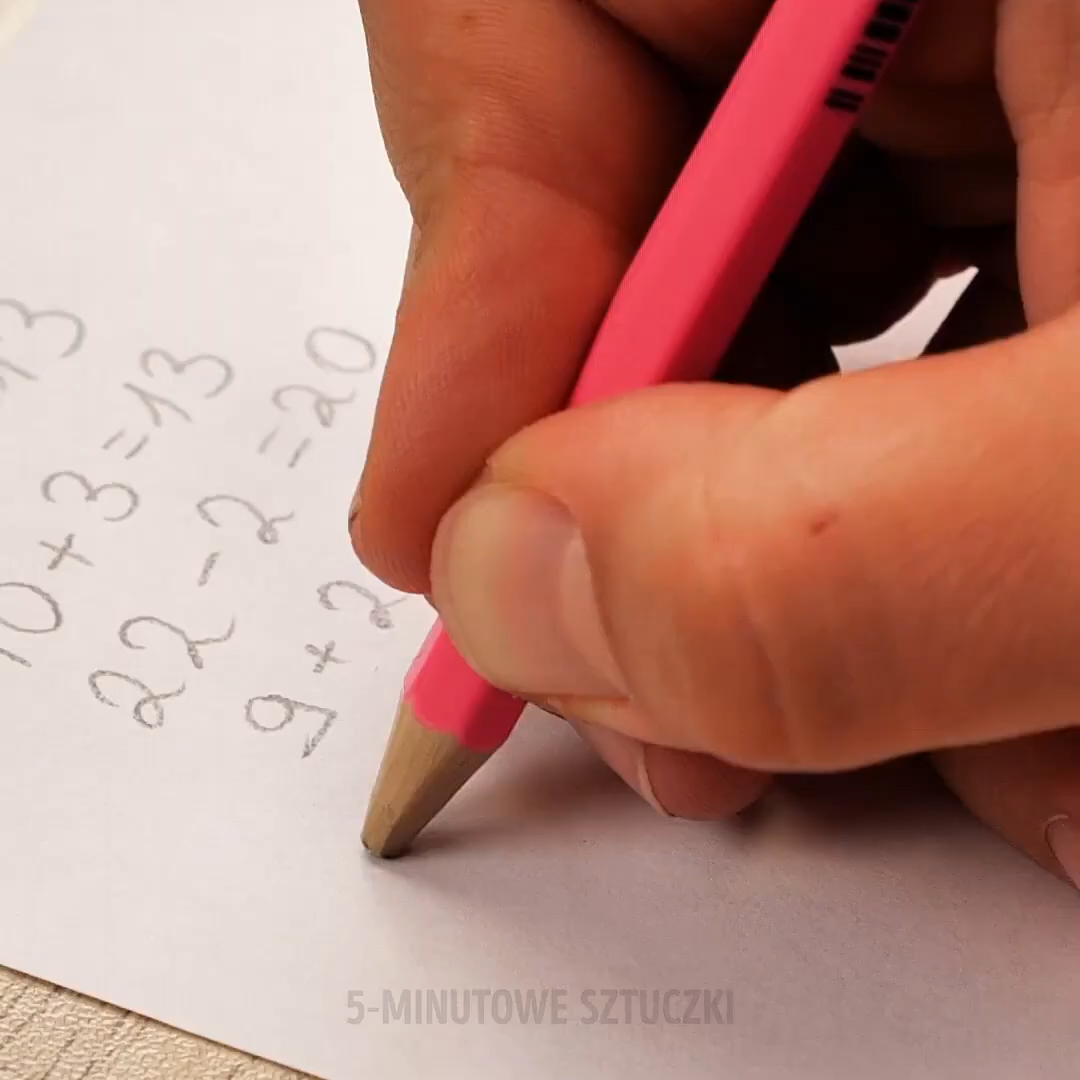 10 + 3 = 13
22 - 2 = 20
9 + 2
5-MINUTOWE SZTUCZKI